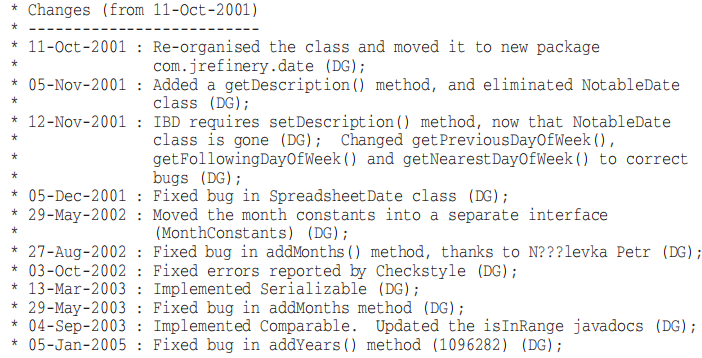 * Changes (from 11-Oct-2001)
* --------------------------
* 11-Oct-2001 : Re-organised the class and moved it to new package
*               com.jrefinery.date (DG);
* 05-Nov-2001 : Added a getDescription() method, and eliminated NotableDate
*               class (DG);
* 12-Nov-2001 : IBD requires setDescription() method, now that NotableDate
*               class is gone (DG);  Changed getPreviousDayOfWeek(),
*               getFollowingDayOfWeek() and getNearestDayOfWeek() to correct
*               bugs (DG);
* 05-Dec-2001 : Fixed bug in SpreadsheetDate class (DG);
* 29-May-2002 : Moved the month constants into a separate interface
*               (MonthConstants) (DG);
* 27-Aug-2002 : Fixed bug in addMonths() method, thanks to N???levka Petr (DG);
* 03-Oct-2002 : Fixed errors reported by Checkstyle (DG);
* 13-Mar-2003 : Implemented Serializable (DG);
* 29-May-2003 : Fixed bug in addMonths method (DG);
* 04-Sep-2003 : Implemented Comparable.  Updated the isInRange javadocs (DG);
* 05-Jan-2005 : Fixed bug in addYears() method (1096282) (DG);